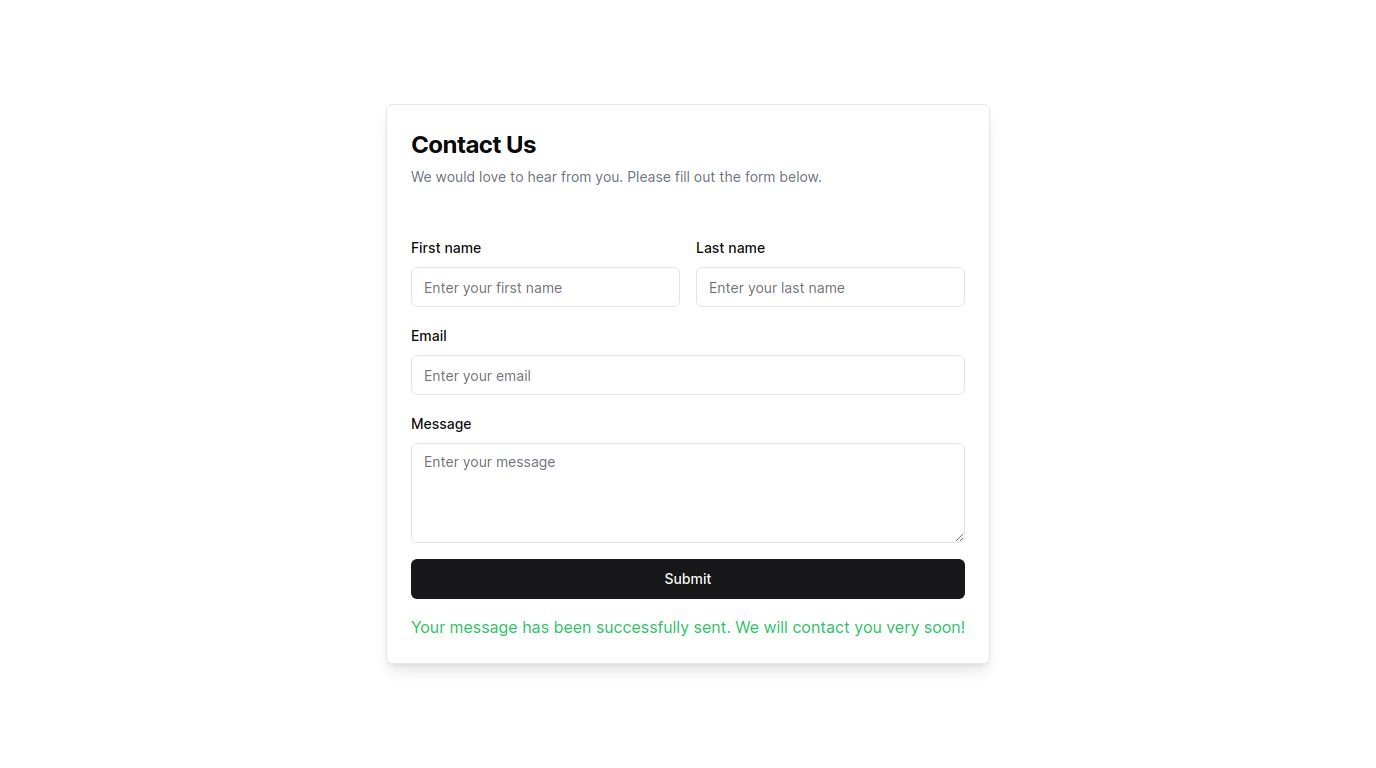 Contact Us
We would love to hear from you. Please fill out the form below.
First name
Last name
Enter your first name
Enter your last name
Email
Enter your email
Message
Enter your message
Submit
Your message has been successfully sent. We will contact you very soon!